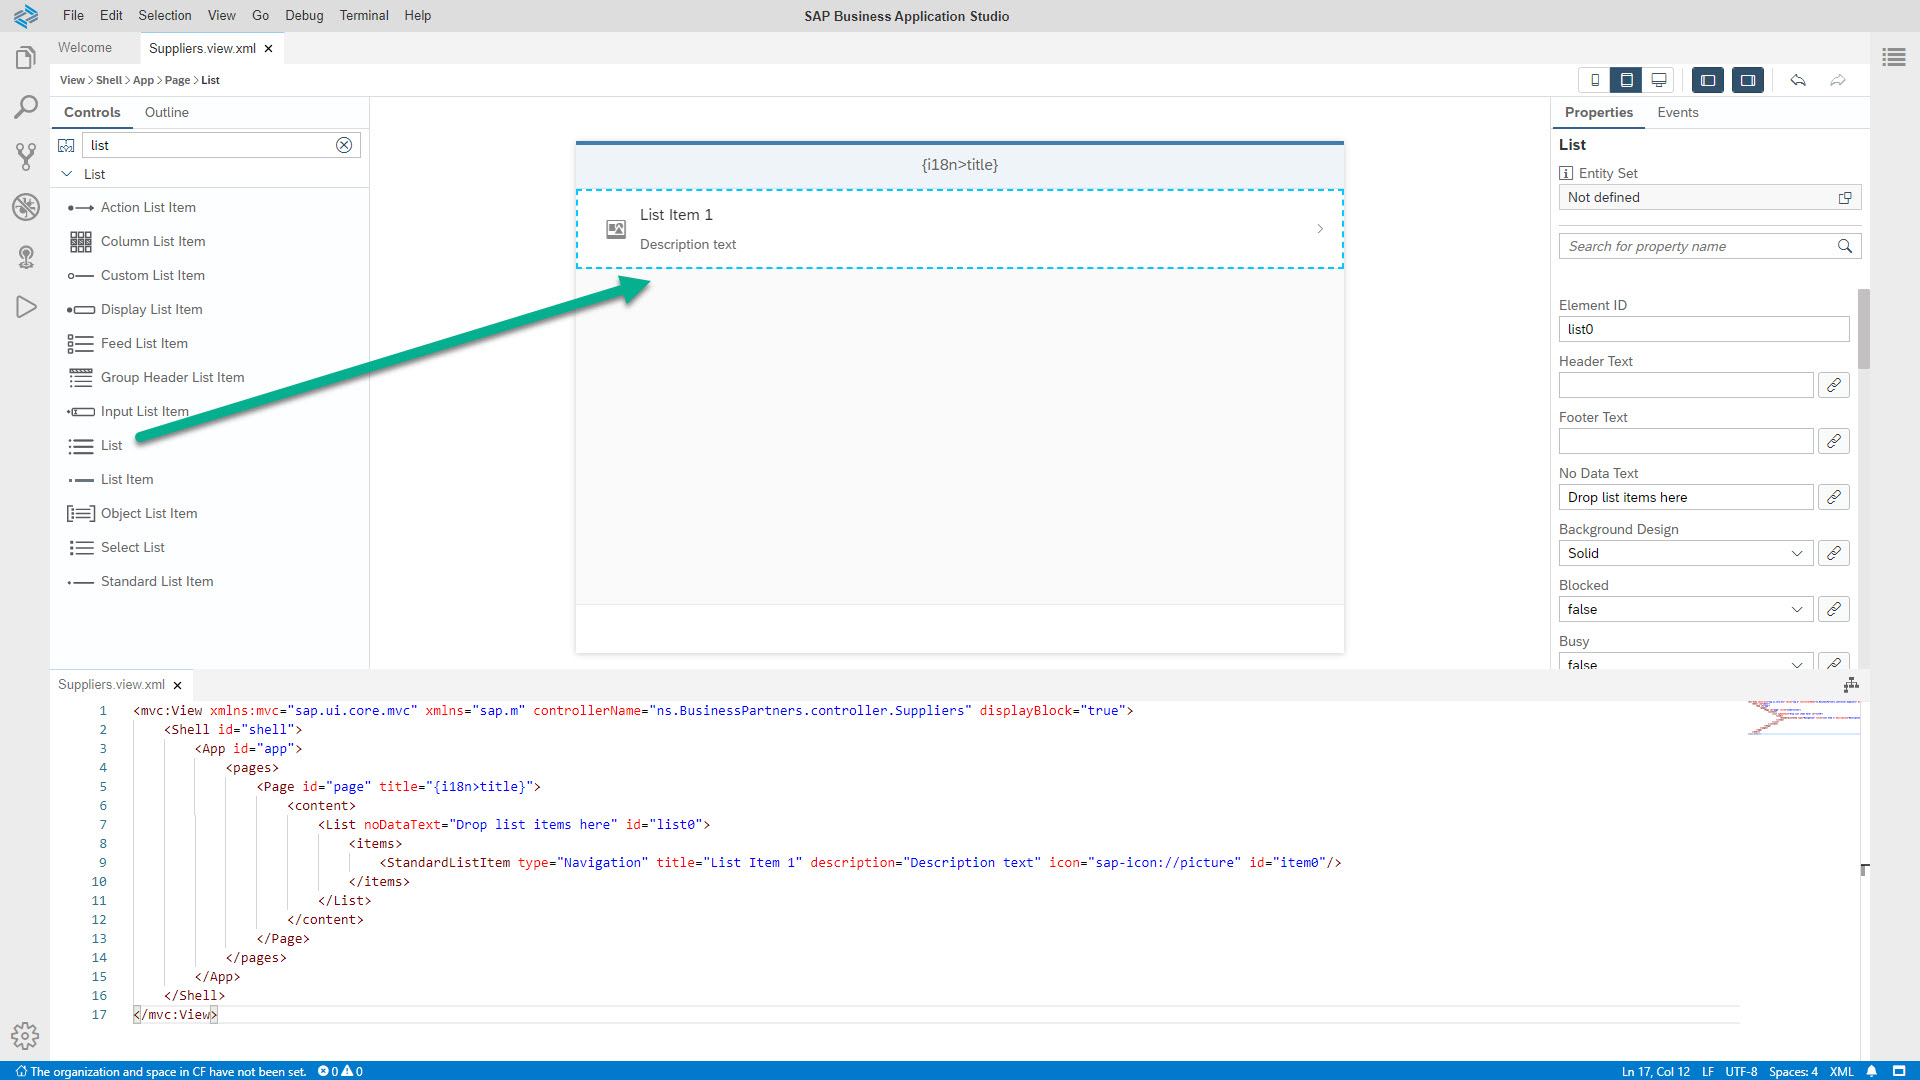 File Edit Selection View Go Debug Terminal Help
SAP Business Application Studio
Welcome
Suppliers.view.xml
View > Shell > App > Page > List
Controls
Outline
list
List
Action List Item
Column List Item
Custom List Item
Display List Item
Feed List Item
Group Header List Item
Input List Item
List
List Item
Object List Item
Select List
Standard List Item
{i18n>title}
List Item 1
Description text
Properties
Events
List
Entity Set
Not defined
Search for property name
Element ID
list0
Header Text
Footer Text
No Data Text
Drop list items here
Background Design
Solid
Blocked
false
Busy
false
Suppliers.view.xml
1 <mvc:View xmlns:mvc="sap.ui.core.mvc" xmlns="sap.m" controllerName="ns.BusinessPartners.controller.Suppliers" displayBlock="true">
2 <Shell id="shell">
3 <App id="app">
4 <pages>
5 <Page id="page" title="{i18n>title}">
6 <content>
7 <List noDataText="Drop list items here" id="list0">
8 <items>
9 <StandardListItem type="Navigation" title="List Item 1" description="Description text" icon="sap-icon://picture" id="item0"/>
10 </items>
11 </List>
12 </content>
13 </Page>
14 </pages>
15 </App>
16 </Shell>
17 </mvc:View>
The organization and space in CF have not been set. 0 0
Ln 17, Col 12 LF UTF-8 Spaces: 4 XML